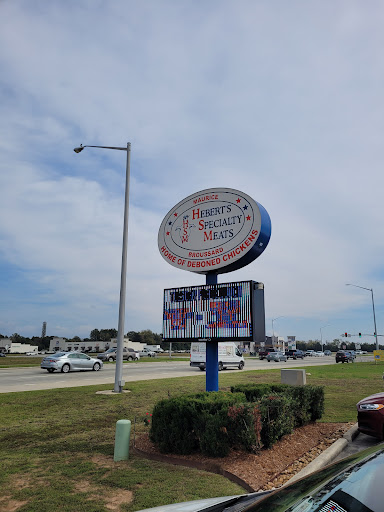 MAURICE
HEBERT'S
SPECIALTY
MEATS
BROUSSARD
HOME OF DEBONED CHICKENS